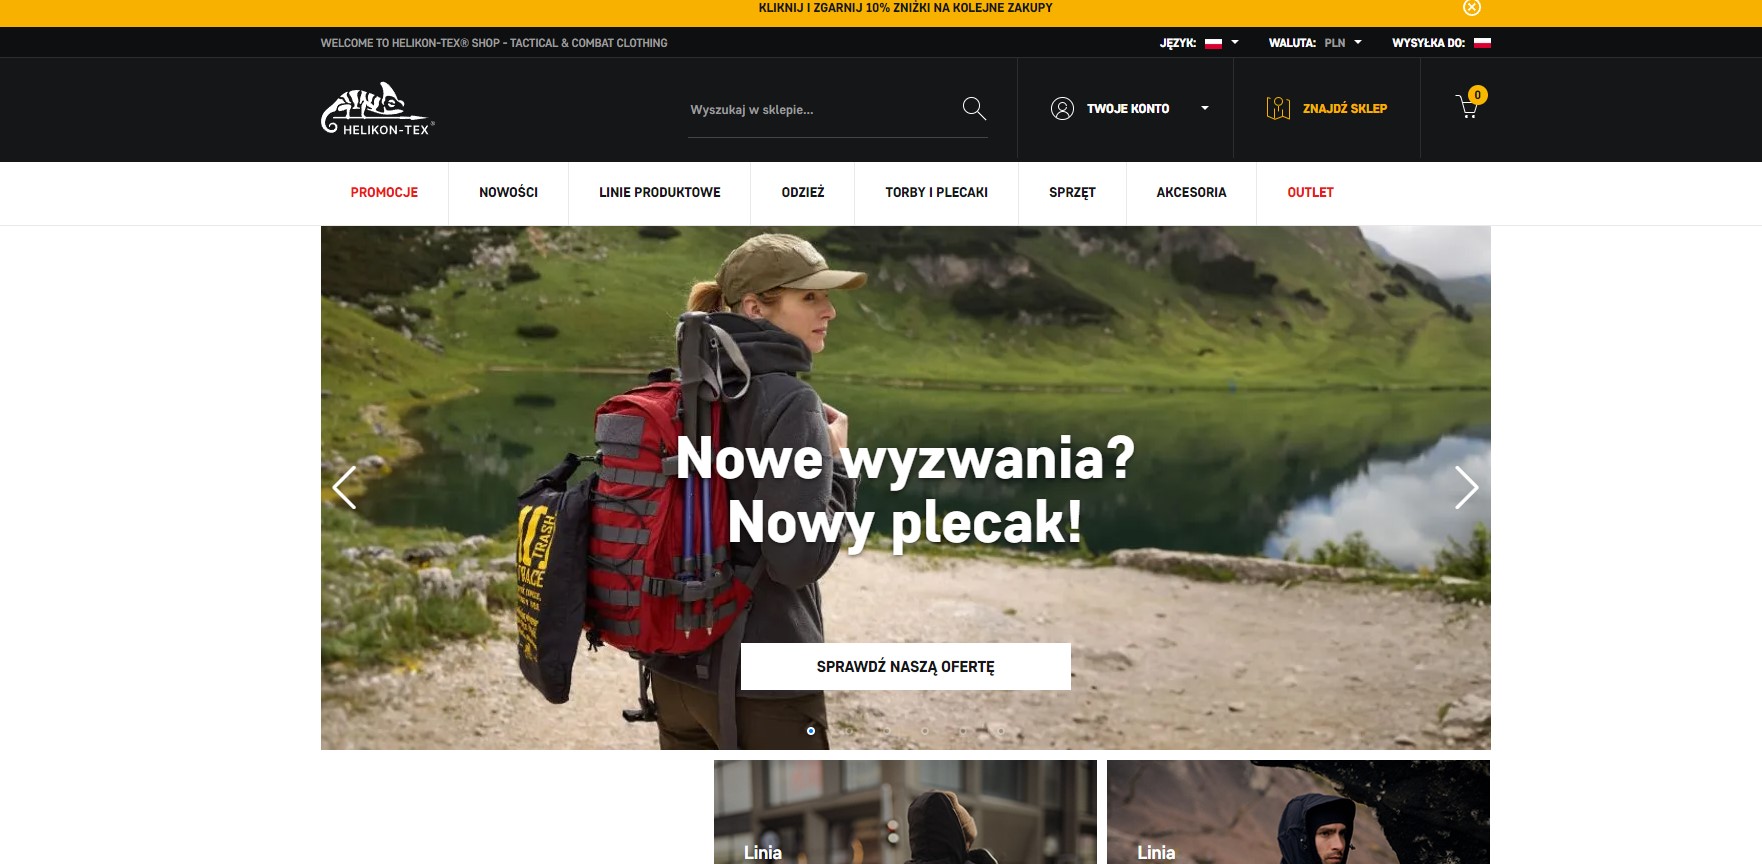 KLIKNIJ I ZGARNIJ 10% ZNIŻKI NA KOLEJNE ZAKUPY
WELCOME TO HELIKON-TEX® SHOP - TACTICAL & COMBAT CLOTHING
JĘZYK:
WALUTA: PLN
WYSYŁKA DO:
HELIKON-TEX®
Wyszukaj w sklepie...
TWOJE KONTO
ZNAJDŹ SKLEP
0
PROMOCJE
NOWOŚCI
LINIE PRODUKTOWE
ODZIEŻ
TORBY I PLECAKI
SPRZĘT
AKCESORIA
OUTLET
Nowe wyzwania?
Nowy plecak!
TRASH
SPRAWDŹ NASZĄ OFERTĘ
Linia
Linia